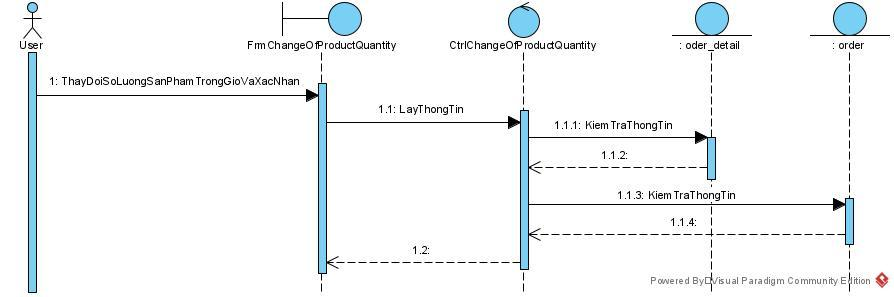 User
FrmChangeOfProductQuantity
CtrlChangeOfProductQuantity
: oder_detail
: order
1: ThayDoiSoLuongSanPhamTrongGioVaXacNhan
1.1: LayThongTin
1.1.1: KiemTraThongTin
1.1.2:
1.1.3: KiemTraThongTin
1.1.4:
1.2:
Powered By Visual Paradigm Community Edition